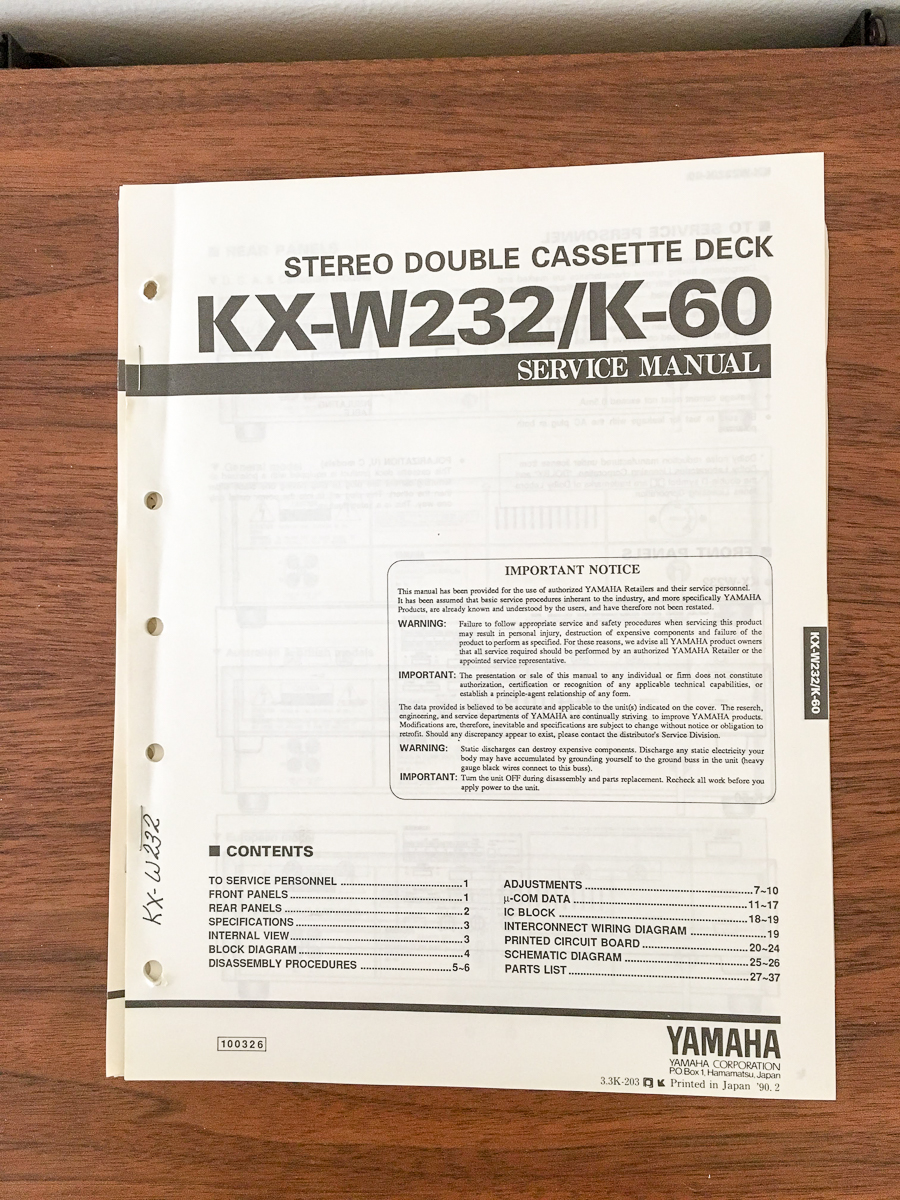 STEREO DOUBLE CASSETTE DECK
KX-W232/K-60
SERVICE MANUAL
IMPORTANT NOTICE
This manual has been provided for the use of authorized YAMAHA Retailers and their service personnel.
It has been assumed that basic service procedures inherant to the industry, and more specifically YAMAHA
Products, are already known and understood by the users, and have therefore not been restated.
WARNING: Failure to follow appropriate service and safety procedures when servicing this product
may result in personal injury, destruction of expensive components and failure of the
product to perform as specified. For these reasons, we advise all YAMAHA product owners
that all service required should be performed by an authorized YAMAHA Retailer or the
appointed service representative.
IMPORTANT: The presentation or sale of this manual to any individual or firm does not constitute
authorization, certification or recognition of any applicable technical capabilities, or
establish a principle-agent relationship of any form.
The data provided is believed to be accurate and applicable to the unit(s) indicated on the cover. The reserch,
engineering, and service departments of YAMAHA are continually striving to improve YAMAHA products.
Modifications are, therefore, inevitable and specifications are subject to change without notice or obligation to
retrofit. Should any discrepancy appear to exist, please contact the distributor's Service Division.
WARNING: Static discharges can destroy expensive components. Discharge any static electricity your
body may have accumulated by grounding yourself to the ground buss in the unit (heavy
gauge black wires connect to this buss).
IMPORTANT: Turn the unit OFF during disassembly and parts replacement. Recheck all work before you
apply power to the unit.
KX-W232/K-60
KX-W232
■ CONTENTS
TO SERVICE PERSONNEL ........ 1
FRONT PANELS ........ 1
REAR PANELS ........ 2
SPECIFICATIONS ........ 3
INTERNAL VIEW ........ 3
BLOCK DIAGRAM ........ 4
DISASSEMBLY PROCEDURES ........ 5~6
ADJUSTMENTS ........ 7~10
μ-COM DATA ........ 11~17
IC BLOCK ........ 18~19
INTERCONNECT WIRING DIAGRAM ........ 19
PRINTED CIRCUIT BOARD ........ 20~24
SCHEMATIC DIAGRAM ........ 25~26
PARTS LIST ........ 27~37
100326
YAMAHA
YAMAHA CORPORATION
P.O.Box 1, Hamamatsu, Japan
3.3K-203 Printed in Japan '90. 2